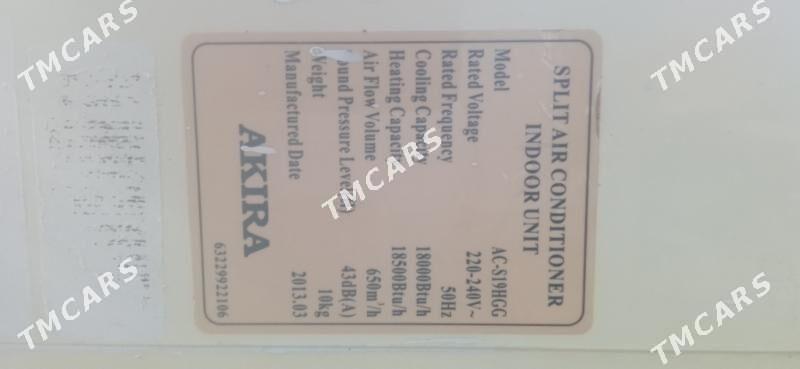 SPLIT AIR CONDITIONER
INDOOR UNIT
Model AC-S19HGG
Rated Voltage 220-240V~
Rated Frequency 50Hz
Cooling Capacity 18000Btu/h
Heating Capacity 18500Btu/h
Air Flow Volume 650m³/h
Sound Pressure Level 43dB(A)
Weight 10kg
Manufactured Date 2013.03
AKIRA
63229922106
TMCARS
TMCARS
TMCARS
TMCARS
TMCARS